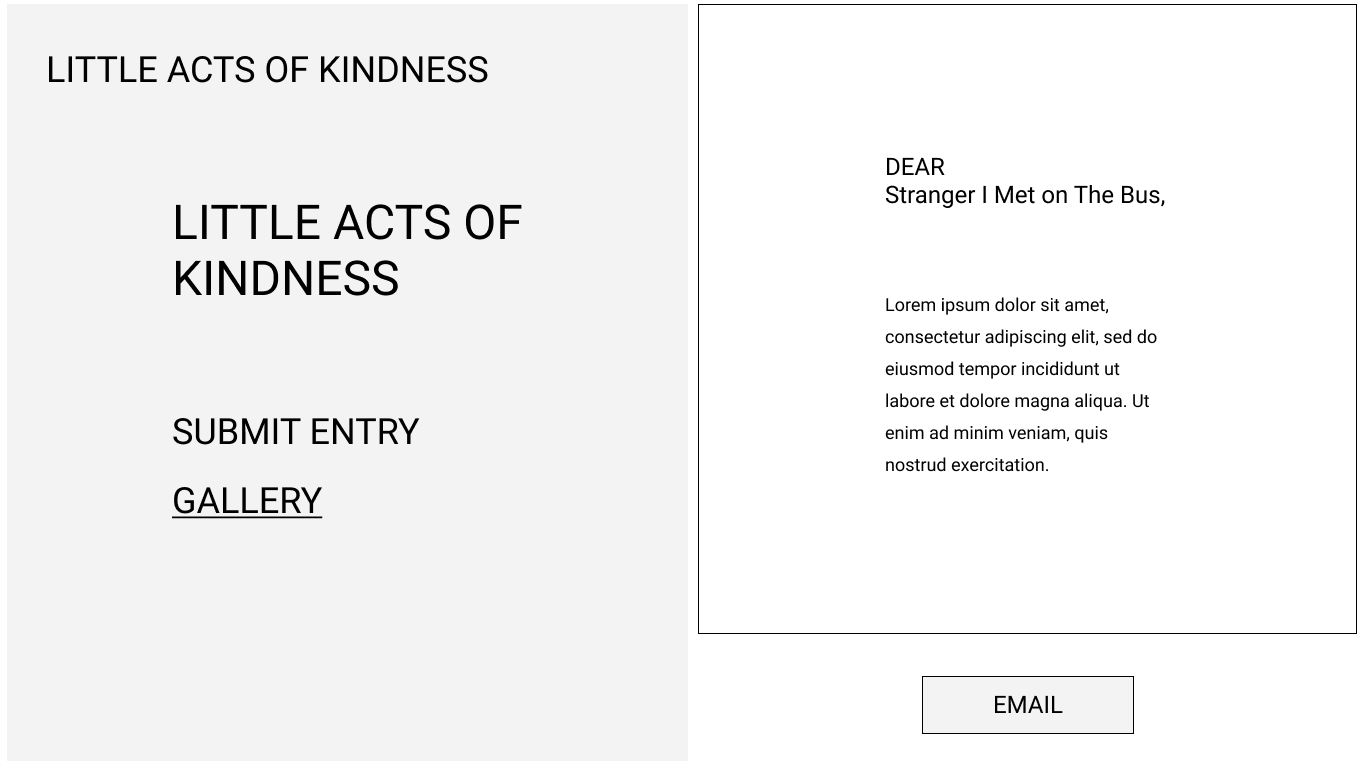 LITTLE ACTS OF KINDNESS
LITTLE ACTS OF
KINDNESS
SUBMIT ENTRY
GALLERY
DEAR
Stranger I Met on The Bus,
Lorem ipsum dolor sit amet,
consectetur adipiscing elit, sed do
eiusmod tempor incididunt ut
labore et dolore magna aliqua. Ut
enim ad minim veniam, quis
nostrud exercitation.
EMAIL